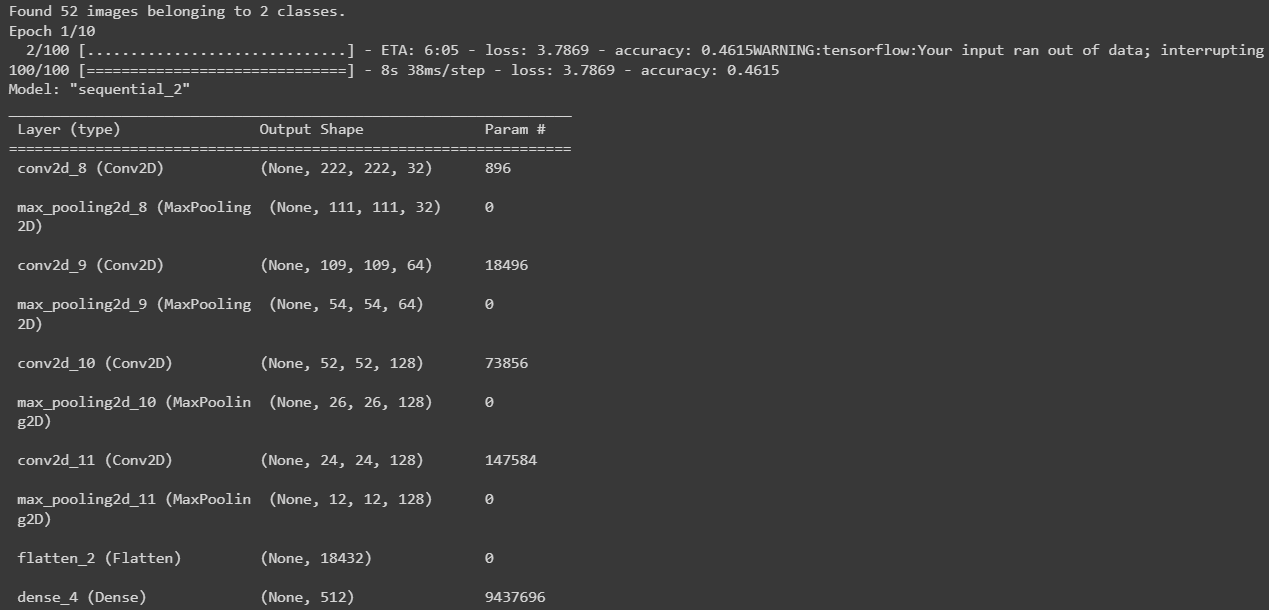 Found 52 images belonging to 2 classes.
Epoch 1/10
2/100 [..............................] - ETA: 6:05 - loss: 3.7869 - accuracy: 0.4615WARNING:tensorflow:Your input ran out of data; interrupting
100/100 [==============================] - 8s 38ms/step - loss: 3.7869 - accuracy: 0.4615
Model: "sequential_2"
_________________________________________________________________
Layer (type) Output Shape Param #
=================================================================
conv2d_8 (Conv2D) (None, 222, 222, 32) 896
max_pooling2d_8 (MaxPooling (None, 111, 111, 32) 0
2D)
conv2d_9 (Conv2D) (None, 109, 109, 64) 18496
max_pooling2d_9 (MaxPooling (None, 54, 54, 64) 0
2D)
conv2d_10 (Conv2D) (None, 52, 52, 128) 73856
max_pooling2d_10 (MaxPoolin (None, 26, 26, 128) 0
g2D)
conv2d_11 (Conv2D) (None, 24, 24, 128) 147584
max_pooling2d_11 (MaxPoolin (None, 12, 12, 128) 0
g2D)
flatten_2 (Flatten) (None, 18432) 0
dense_4 (Dense) (None, 512) 9437696